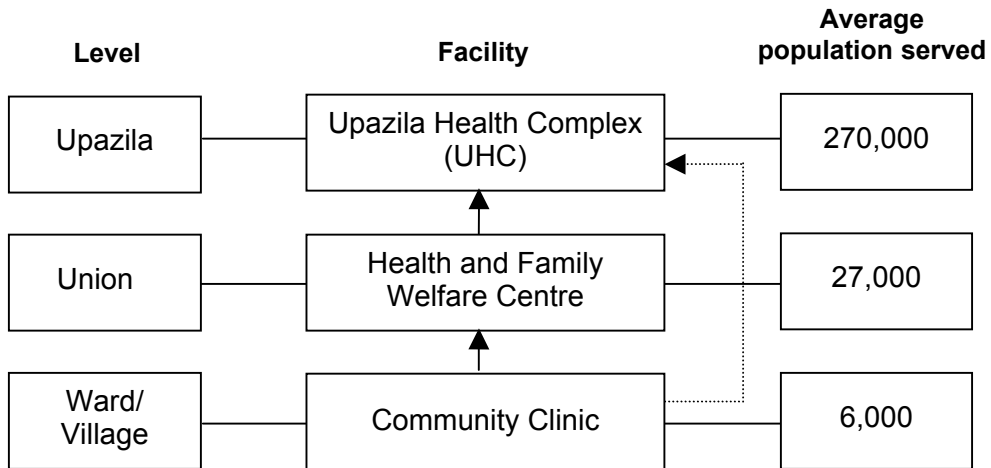 Level
Facility
Average
population served
Upazila
Upazila Health Complex
(UHC)
270,000
Union
Health and Family
Welfare Centre
27,000
Ward/
Village
Community Clinic
6,000